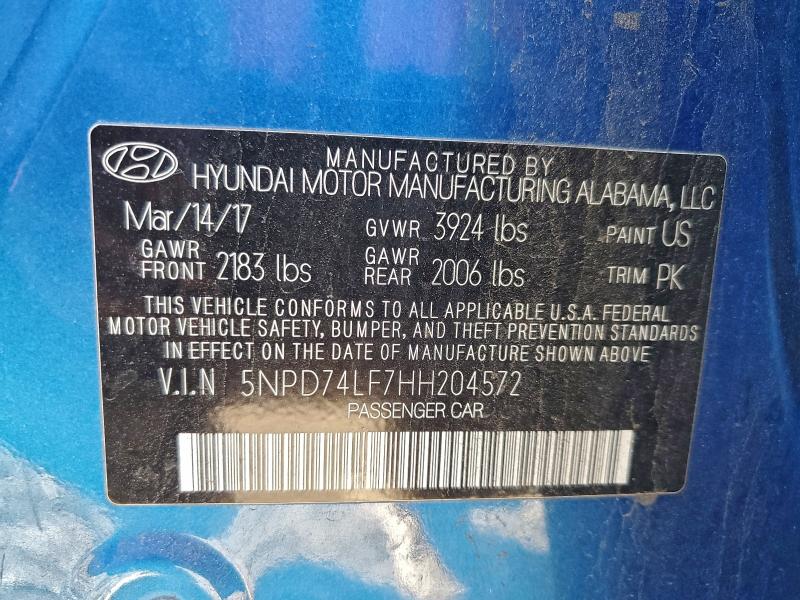 MANUFACTURED BY
HYUNDAI MOTOR MANUFACTURING ALABAMA, LLC
Mar/14/17 GVWR 3924 lbs PAINT US
GAWR FRONT 2183 lbs GAWR REAR 2006 lbs TRIM PK
THIS VEHICLE CONFORMS TO ALL APPLICABLE U.S.A. FEDERAL
MOTOR VEHICLE SAFETY, BUMPER, AND THEFT PREVENTION STANDARDS
IN EFFECT ON THE DATE OF MANUFACTURE SHOWN ABOVE
V.I.N 5NPD74LF7HH204572
PASSENGER CAR